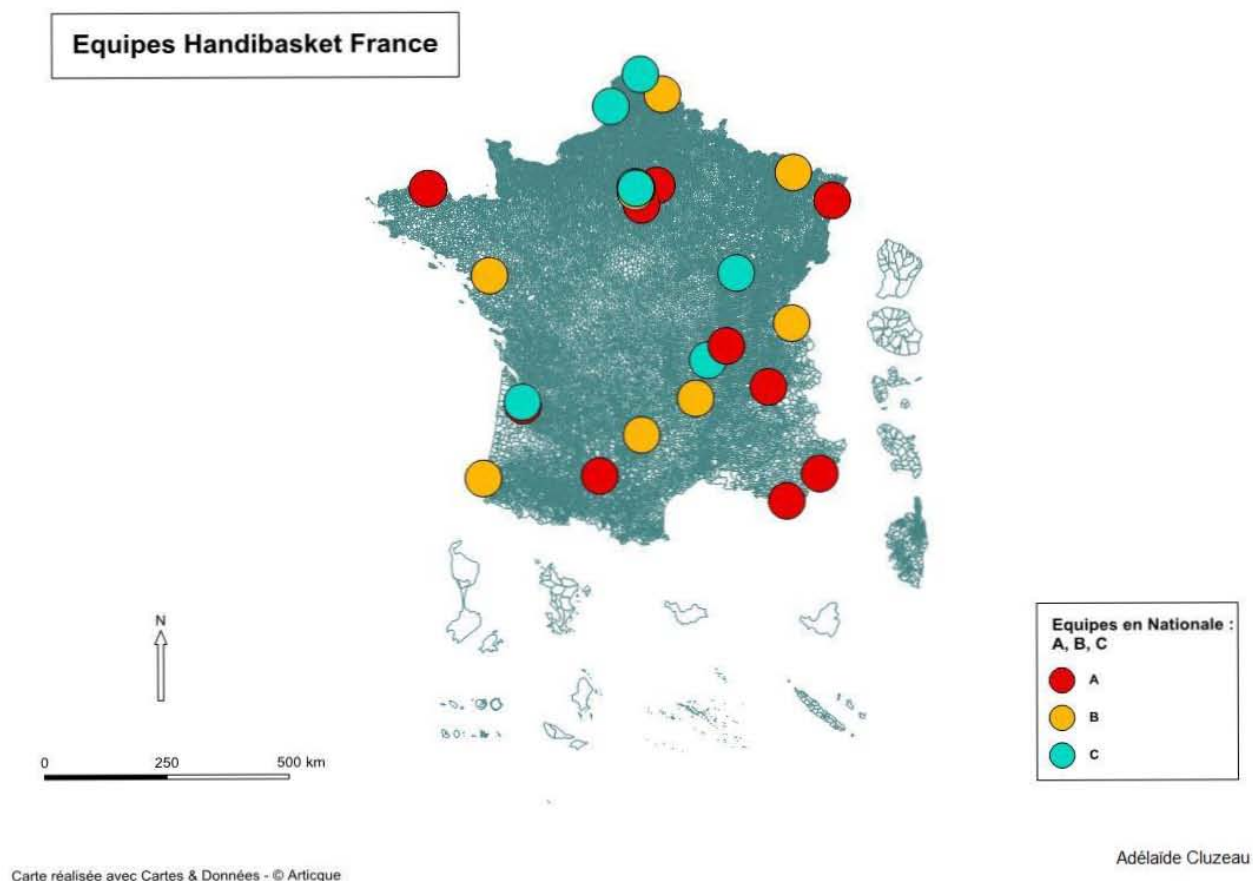 Equipes Handibasket France
N
0 250 500 km
Equipes en Nationale :
A, B, C
A
B
C
Adélaïde Cluzeau
Carte réalisée avec Cartes & Données - © Articque